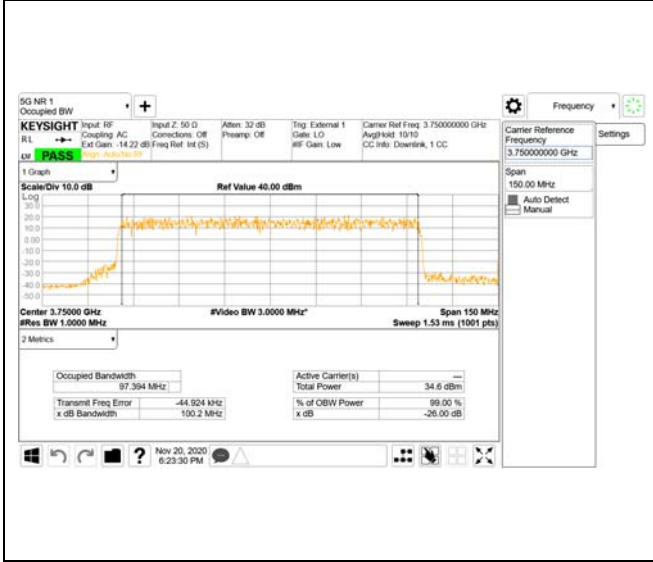 5G NR 1
Occupied BW
+
Frequency
KEYSIGHT Input: RF Input Z: 50 Ω Atten: 32 dB Trig: External 1 Carrier Ref Freq: 3.750000000 GHz
RL Coupling: AC Corrections: Off Preamp: Off Gate: LO Avg|Hold: 10/10
Ext Gain: -14.22 dB Freq Ref: Int (S) #IF Gain: Low CC Info: Downlink, 1 CC
PASS Align: Auto/No RF
Carrier Reference
Frequency
3.750000000 GHz
Settings
Span
150.00 MHz
Auto Detect
Manual
1 Graph
Scale/Div 10.0 dB Ref Value 40.00 dBm
Log
30.0
20.0
10.0
0.00
-10.0
-20.0
-30.0
-40.0
-50.0
Center 3.75000 GHz #Video BW 3.0000 MHz* Span 150 MHz
#Res BW 1.0000 MHz Sweep 1.53 ms (1001 pts)
2 Metrics
Occupied Bandwidth
97.394 MHz
Active Carrier(s) ---
Total Power 34.6 dBm
Transmit Freq Error -44.924 kHz
x dB Bandwidth 100.2 MHz
% of OBW Power 99.00 %
x dB -26.00 dB
? Nov 20, 2020
6:23:30 PM